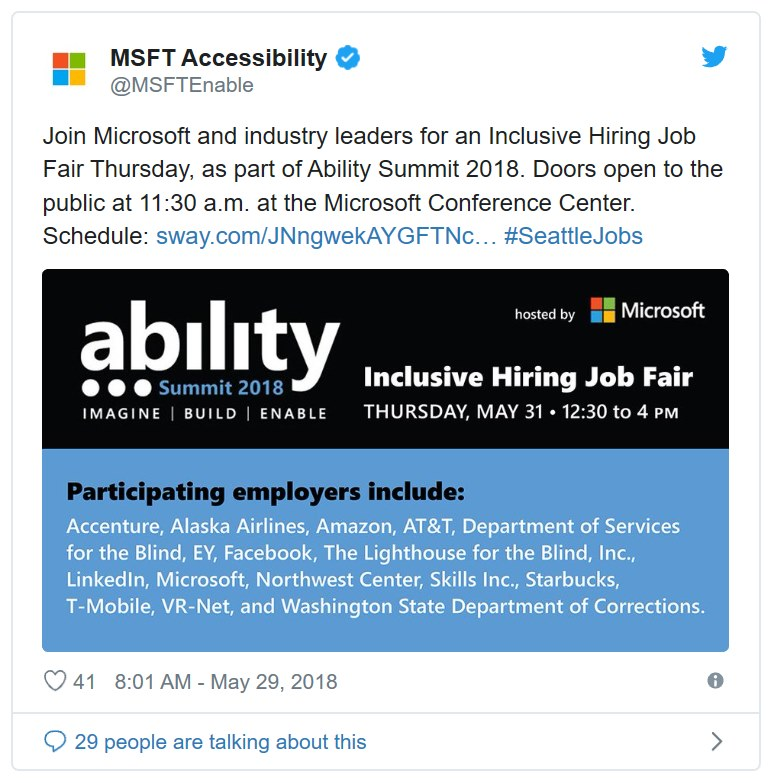 MSFT Accessibility
@MSFTEnable
Join Microsoft and industry leaders for an Inclusive Hiring Job
Fair Thursday, as part of Ability Summit 2018. Doors open to the
public at 11:30 a.m. at the Microsoft Conference Center.
Schedule: sway.com/JNngwekAYGFTNc… #SeattleJobs
ability
Summit 2018
IMAGINE | BUILD | ENABLE
hosted by Microsoft
Inclusive Hiring Job Fair
THURSDAY, MAY 31 • 12:30 to 4 PM
Participating employers include:
Accenture, Alaska Airlines, Amazon, AT&T, Department of Services
for the Blind, EY, Facebook, The Lighthouse for the Blind, Inc.,
LinkedIn, Microsoft, Northwest Center, Skills Inc., Starbucks,
T-Mobile, VR-Net, and Washington State Department of Corrections.
41 8:01 AM - May 29, 2018
29 people are talking about this